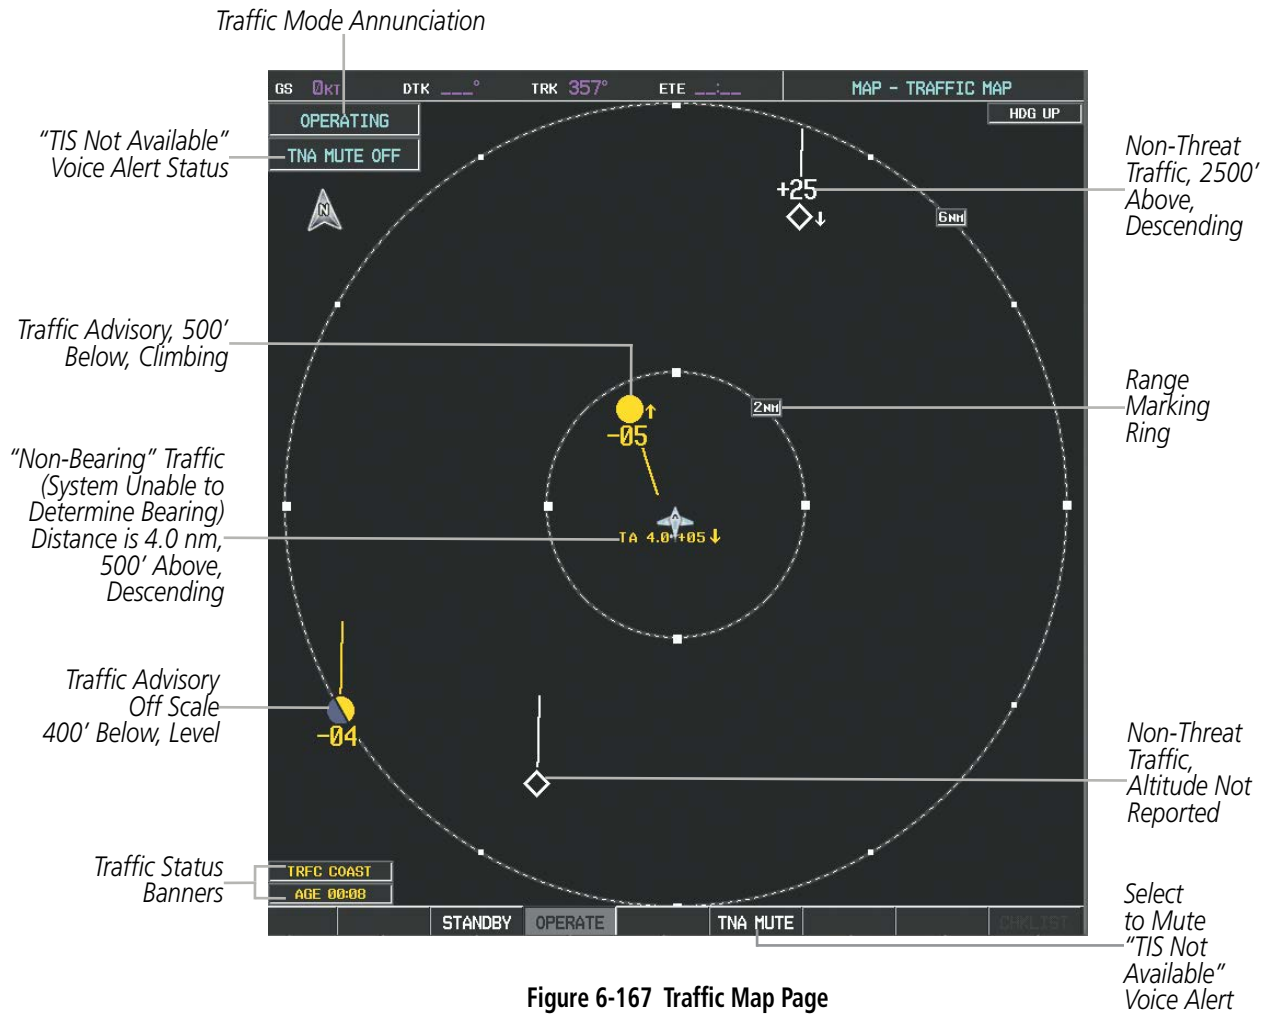 Traffic Mode Annunciation
GS 0KT DTK ___° TRK 357° ETE __:__ MAP - TRAFFIC MAP
OPERATING
HDG UP
TNA MUTE OFF
"TIS Not Available"
Voice Alert Status
N
+25
6NM
Non-Threat
Traffic, 2500'
Above,
Descending
Traffic Advisory, 500'
Below, Climbing
-05
2NM
Range
Marking
Ring
"Non-Bearing" Traffic
(System Unable to
Determine Bearing)
Distance is 4.0 nm,
500' Above,
Descending
TA 4.0 +05 ↓
Traffic Advisory
Off Scale
400' Below, Level
-04
Non-Threat
Traffic,
Altitude Not
Reported
Traffic Status
Banners
TRFC COAST
AGE 00:08
STANDBY OPERATE TNA MUTE CHKLIST
Select
to Mute
"TIS Not
Available"
Voice Alert
Figure 6-167 Traffic Map Page